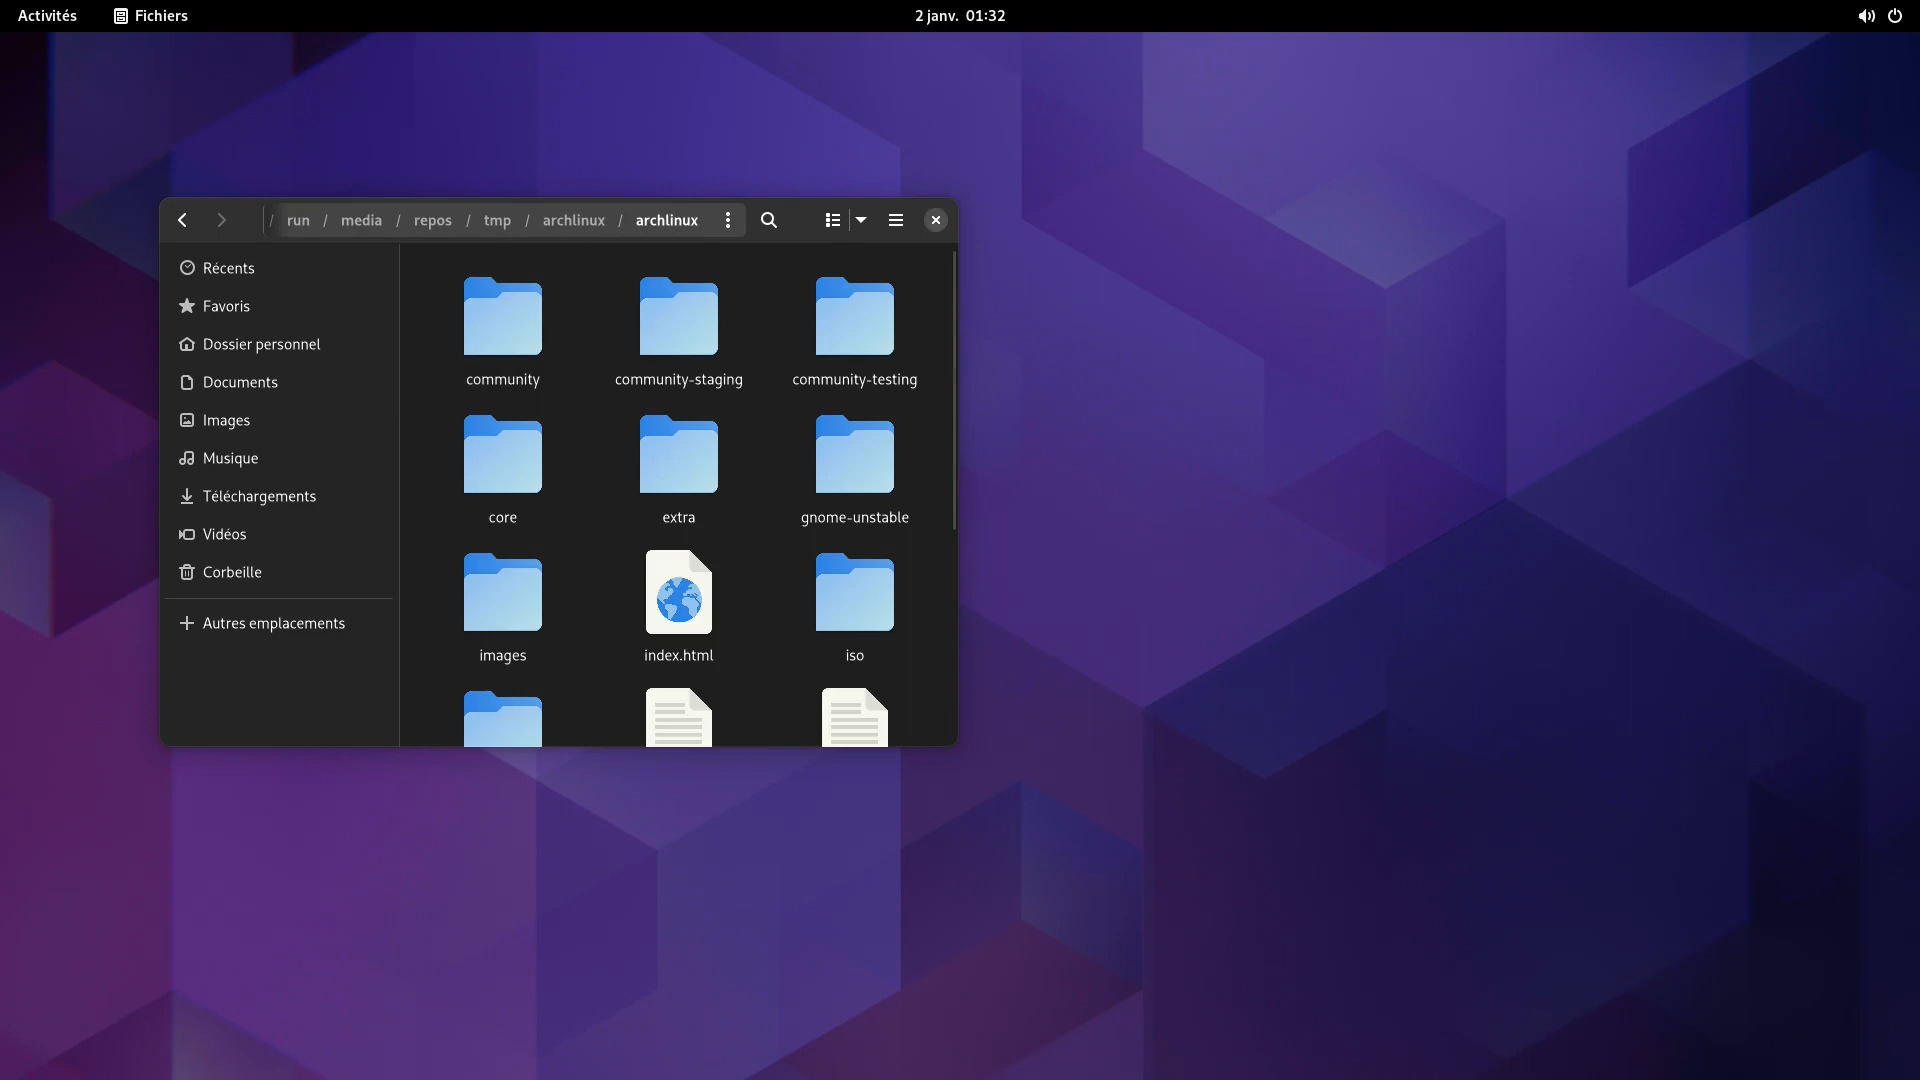 Activités
Fichiers
2 janv. 01:32
/ run / media / repos / tmp / archlinux / archlinux
Récents
Favoris
Dossier personnel
Documents
Images
Musique
Téléchargements
Vidéos
Corbeille
Autres emplacements
community
community-staging
community-testing
core
extra
gnome-unstable
images
index.html
iso